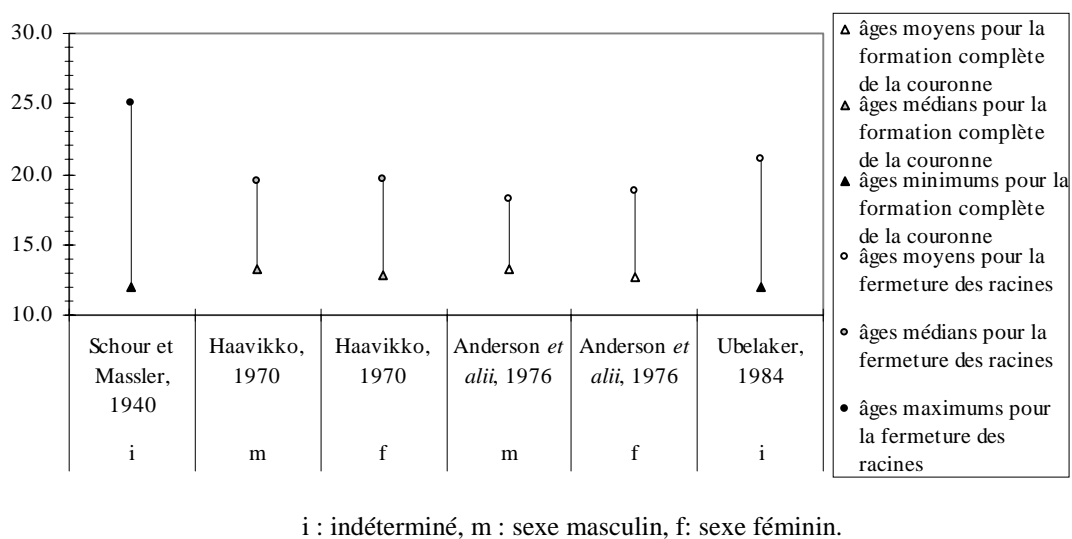 30.0
25.0
20.0
15.0
10.0
Schour et
Massler,
1940
i
Haavikko,
1970
m
Haavikko,
1970
f
Anderson et
alii, 1976
m
Anderson et
alii, 1976
f
Ubelaker,
1984
i
âges moyens pour la
formation complète
de la couronne
âges médians pour la
formation complète
de la couronne
âges minimums pour la
formation complète
de la couronne
âges moyens pour la
fermeture des racines
âges médians pour la
fermeture des racines
âges maximums pour
la fermeture des
racines
i : indéterminé, m : sexe masculin, f: sexe féminin.